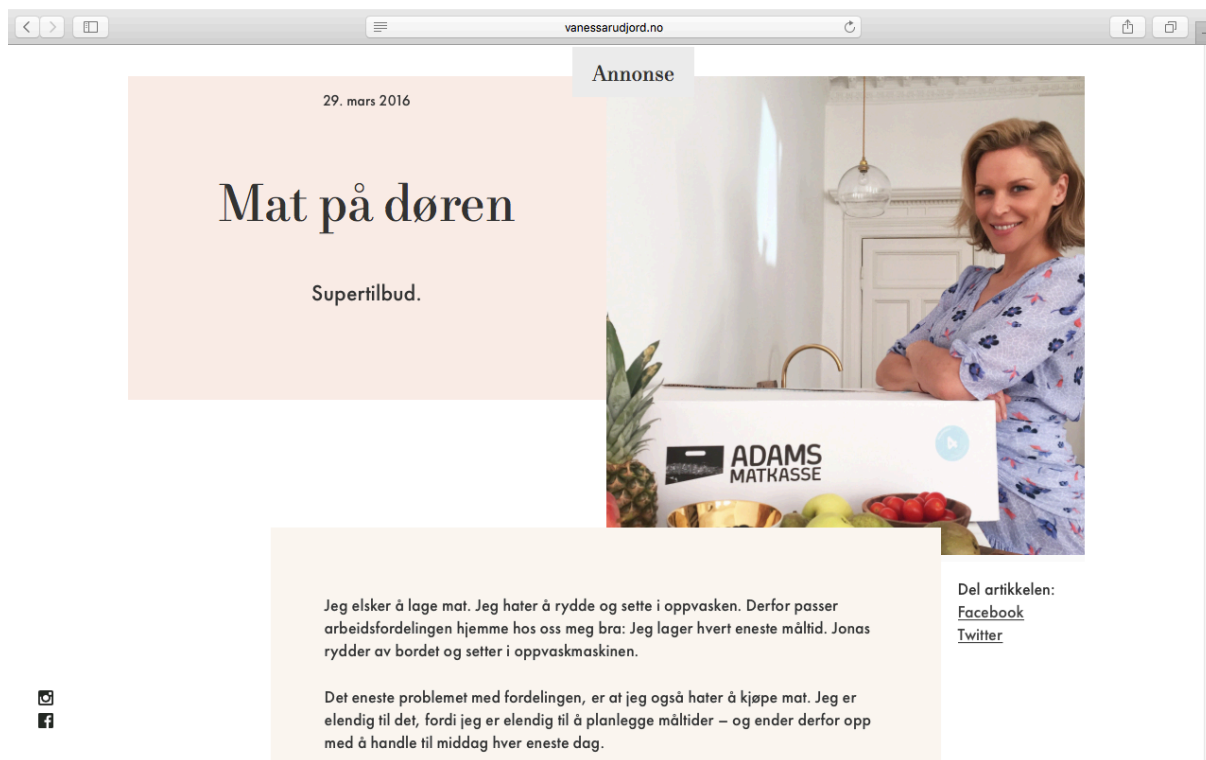 vanessarudjord.no
Annonse
29. mars 2016
Mat på døren
Supertilbud.
ADAMS
MATKASSE
Jeg elsker å lage mat. Jeg hater å rydde og sette i oppvasken. Derfor passer
arbeidsfordelingen hjemme hos oss meg bra: Jeg lager hvert eneste måltid. Jonas
rydder av bordet og setter i oppvaskmaskinen.
Det eneste problemet med fordelingen, er at jeg også hater å kjøpe mat. Jeg er
elendig til det, fordi jeg er elendig til å planlegge måltider – og ender derfor opp
med å handle til middag hver eneste dag.
Del artikkelen:
Facebook
Twitter